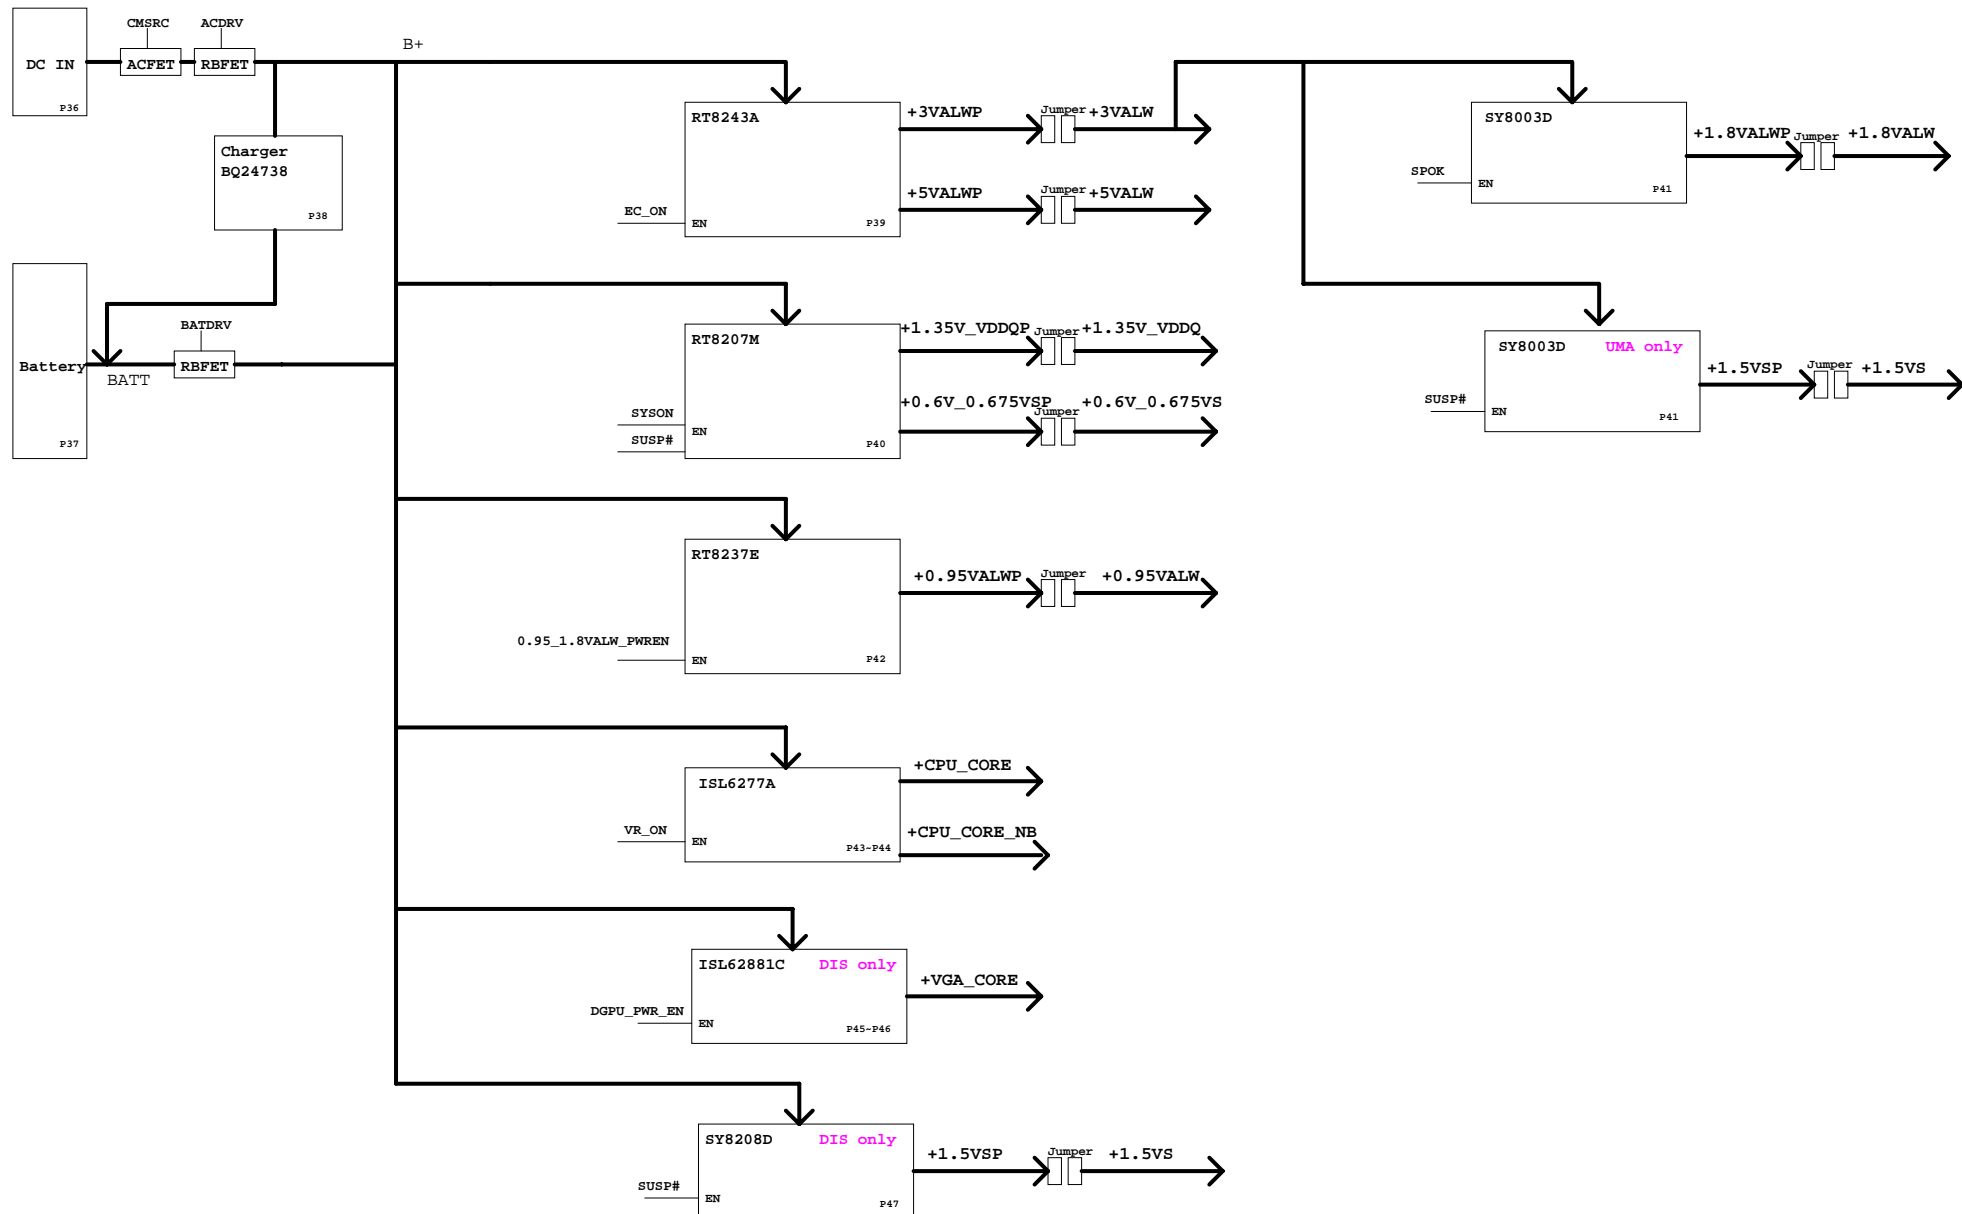 CMSRC
ACDRV
B+
DC IN
ACFET
RBFET
P36
Charger
BQ24738
P38
BATDRV
Battery
RBFET
BATT
P37
RT8243A
+3VALWP
Jumper
+3VALW
+5VALWP
Jumper
+5VALW
EC_ON
EN
P39
SY8003D
+1.8VALWP
Jumper
+1.8VALW
SPOK
EN
P41
RT8207M
+1.35V_VDDQP
Jumper
+1.35V_VDDQ
+0.6V_0.675VSP
Jumper
+0.6V_0.675VS
SYSON
EN
SUSP#
P40
SY8003D
UMA only
+1.5VSP
Jumper
+1.5VS
SUSP#
EN
P41
RT8237E
+0.95VALWP
Jumper
+0.95VALW
0.95_1.8VALW_PWREN
EN
P42
ISL6277A
+CPU_CORE
VR_ON
EN
+CPU_CORE_NB
P43~P44
ISL62881C
DIS only
+VGA_CORE
DGPU_PWR_EN
EN
P45~P46
SY8208D
DIS only
+1.5VSP
Jumper
+1.5VS
SUSP#
EN
P47